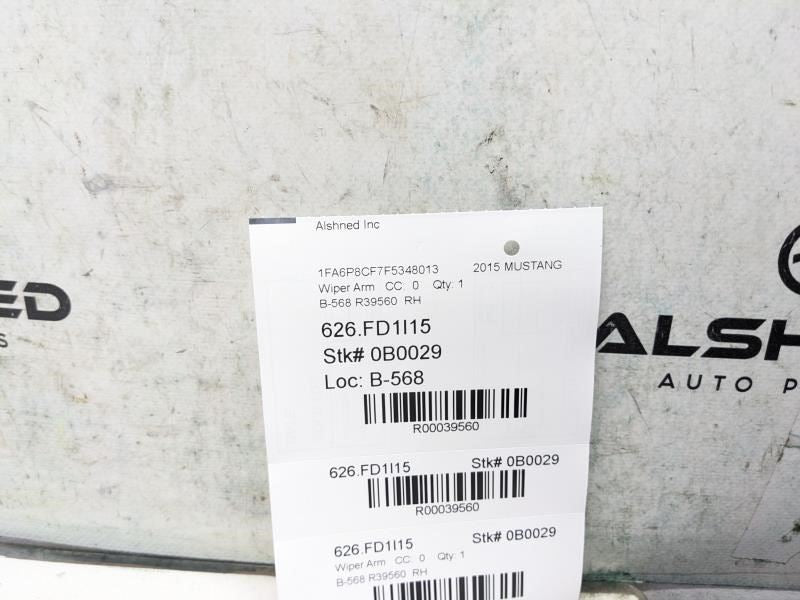 Alshned Inc
1FA6P8CF7F5348013 2015 MUSTANG
Wiper Arm CC: 0 Qty: 1
B-568 R39560 RH
626.FD1I15
Stk# 0B0029
Loc: B-568
R00039560
626.FD1I15 Stk# 0B0029
R00039560
626.FD1I15 Stk# 0B0029
Wiper Arm CC: 0 Qty: 1
B-568 R39560 RH
ED
S
ALSH
AUTO P